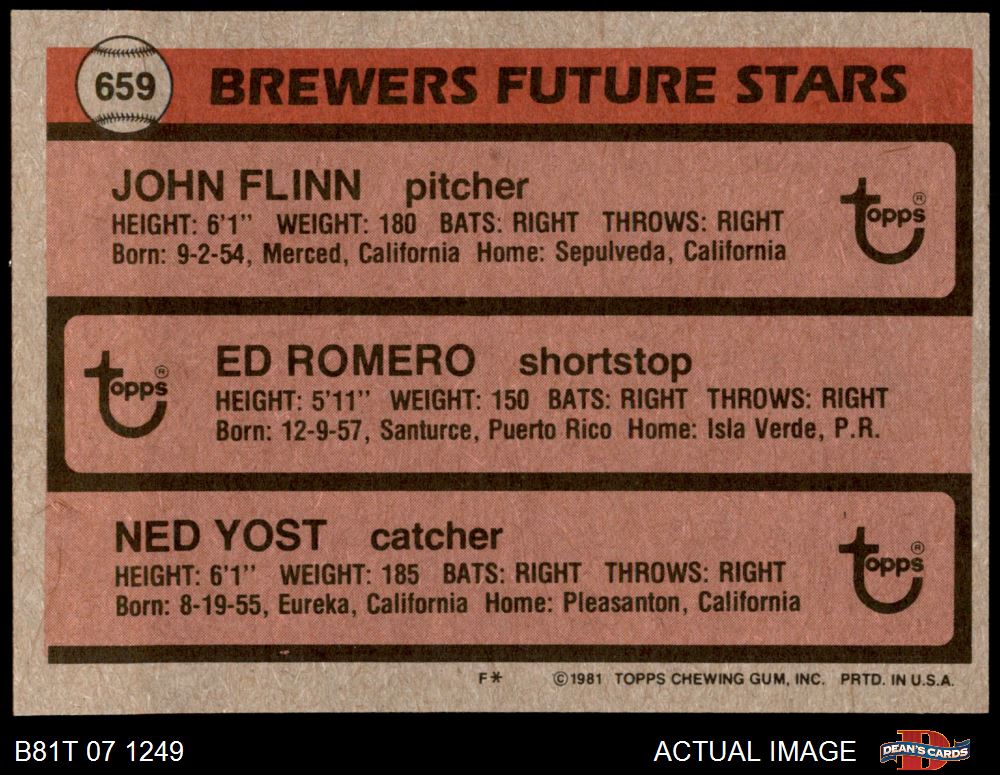 659 BREWERS FUTURE STARS
JOHN FLINN pitcher
HEIGHT: 6'1" WEIGHT: 180 BATS: RIGHT THROWS: RIGHT
Born: 9-2-54, Merced, California Home: Sepulveda, California
Topps®
ED ROMERO shortstop
HEIGHT: 5'11" WEIGHT: 150 BATS: RIGHT THROWS: RIGHT
Born: 12-9-57, Santurce, Puerto Rico Home: Isla Verde, P.R.
Topps®
NED YOST catcher
HEIGHT: 6'1" WEIGHT: 185 BATS: RIGHT THROWS: RIGHT
Born: 8-19-55, Eureka, California Home: Pleasanton, California
Topps®
F* ©1981 TOPPS CHEWING GUM, INC. PRTD. IN U.S.A.
B81T 07 1249 ACTUAL IMAGE DEAN'S CARDS